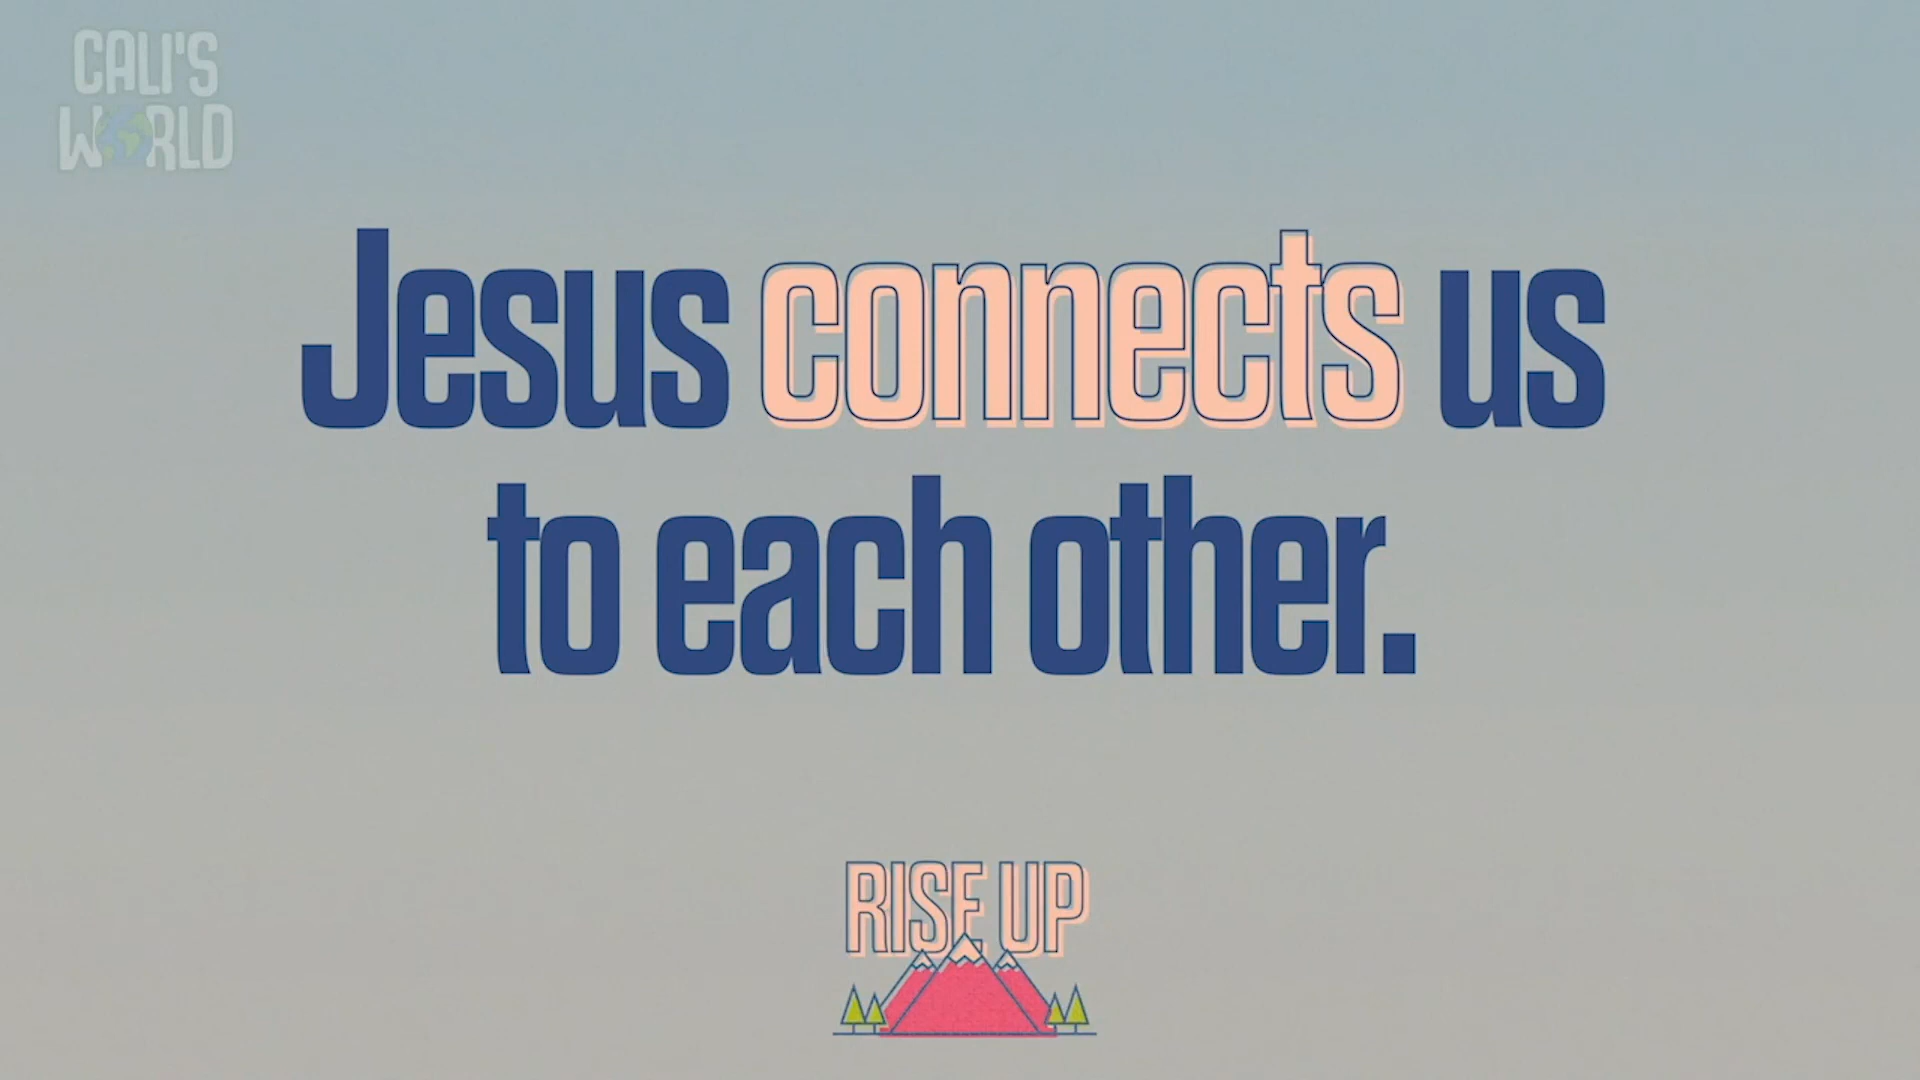 CALI'S
WORLD
Jesus connects us
to each other.
RISE UP